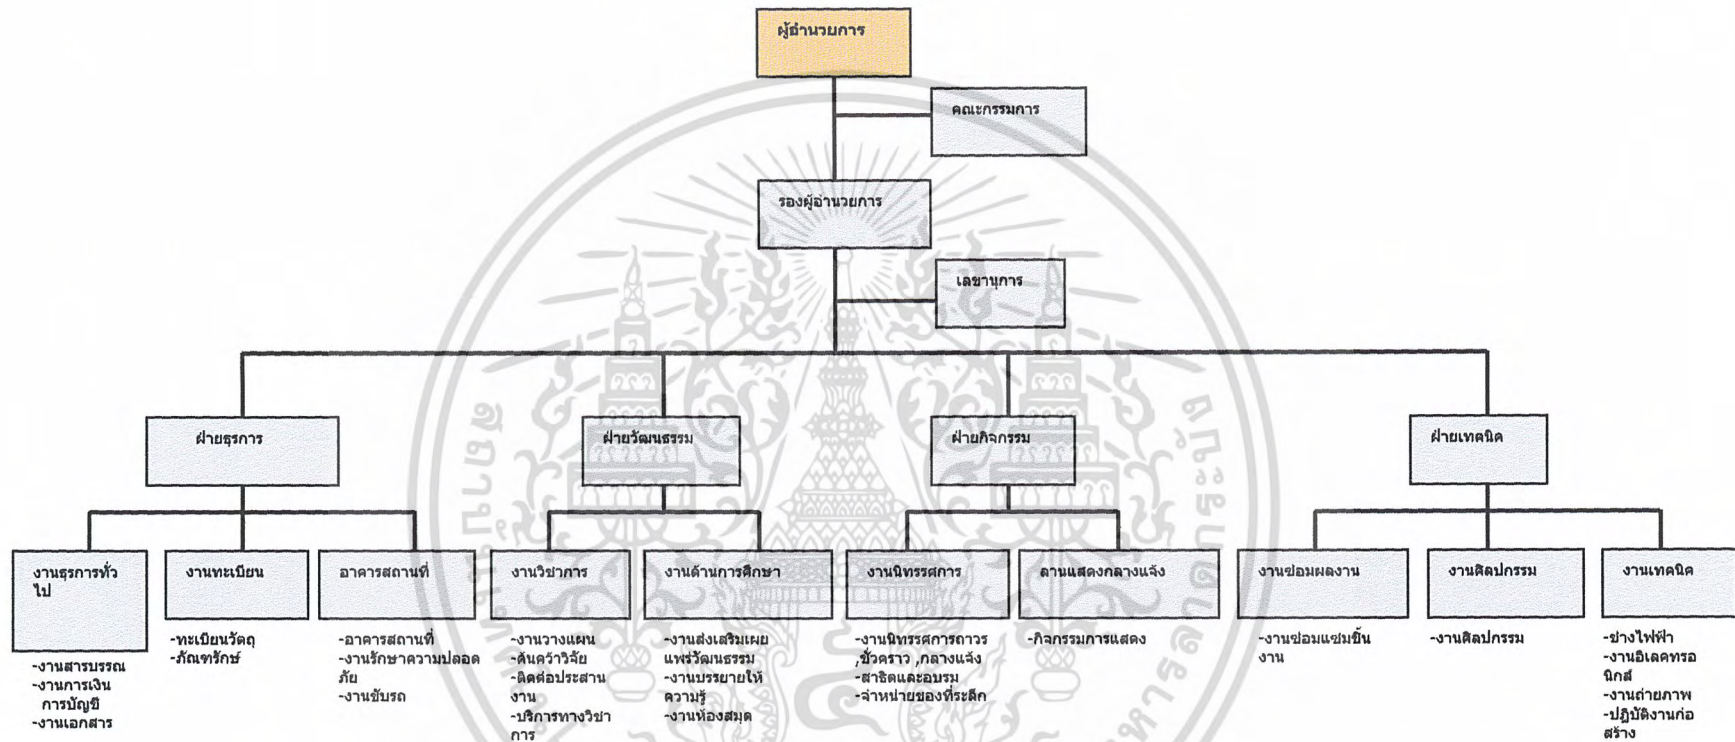 ผู้อำนวยการ
คณะกรรมการ
รองผู้อำนวยการ
เลขานุการ
ฝ่ายธุรการ
ฝ่ายวัฒนธรรม
ฝ่ายกิจกรรม
ฝ่ายเทคนิค
งานธุรการทั่ว
ไป
-งานสารบรรณ
-งานการเงิน
การบัญชี
-งานเอกสาร
งานทะเบียน
-ทะเบียนวัตถุ
-ภัณฑรักษ์
อาคารสถานที่
-อาคารสถานที่
-งานรักษาความปลอด
ภัย
-งานขับรถ
งานวิชาการ
-งานวางแผน
-ค้นคว้าวิจัย
-ติดต่อประสาน
งาน
-บริการทางวิชา
การ
งานด้านการศึกษา
-งานส่งเสริมเผย
แพร่วัฒนธรรม
-งานบรรยายให้
ความรู้
-งานห้องสมุด
งานนิทรรศการ
-งานนิทรรศการถาวร
,ชั่วคราว ,กลางแจ้ง
-สาธิตและอบรม
-จำหน่ายของที่ระลึก
ลานแสดงกลางแจ้ง
-กิจกรรมการแสดง
งานซ่อมผลงาน
-งานซ่อมแซมชิ้น
งาน
งานศิลปกรรม
-งานศิลปกรรม
งานเทคนิค
-ช่างไฟฟ้า
-งานอิเลคทรอ
นิกส์
-งานถ่ายภาพ
-ปฏิบัติงานก่อ
สร้าง